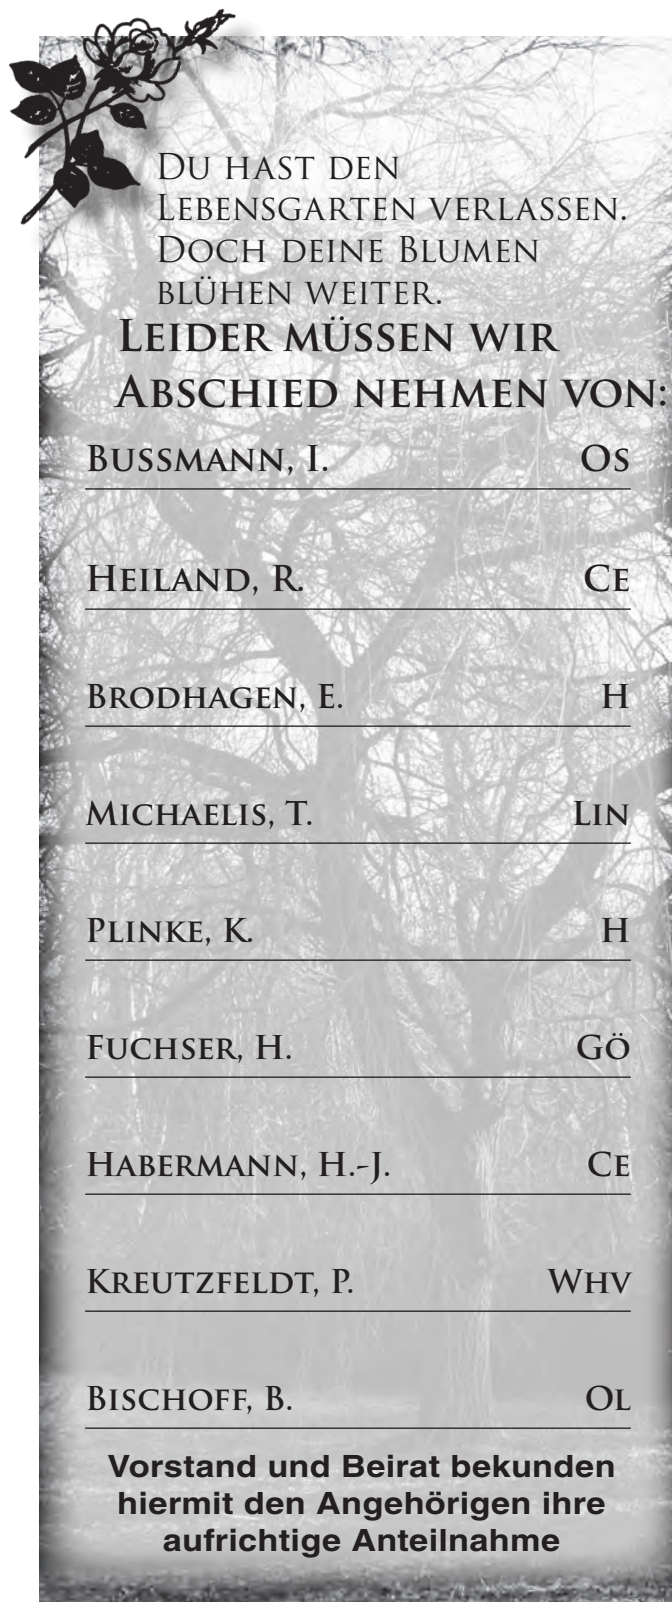 Du hast den
Lebensgarten verlassen.
Doch deine Blumen
blühen weiter.
Leider müssen wir
Abschied nehmen von:
Bussmann, I. Os
Heiland, R. Ce
Brodhagen, E. H
Michaelis, T. Lin
Plinke, K. H
Fuchser, H. Gö
Habermann, H.-J. Ce
Kreutzfeldt, P. Whv
Bischoff, B. Ol
Vorstand und Beirat bekunden
hiermit den Angehörigen ihre
aufrichtige Anteilnahme